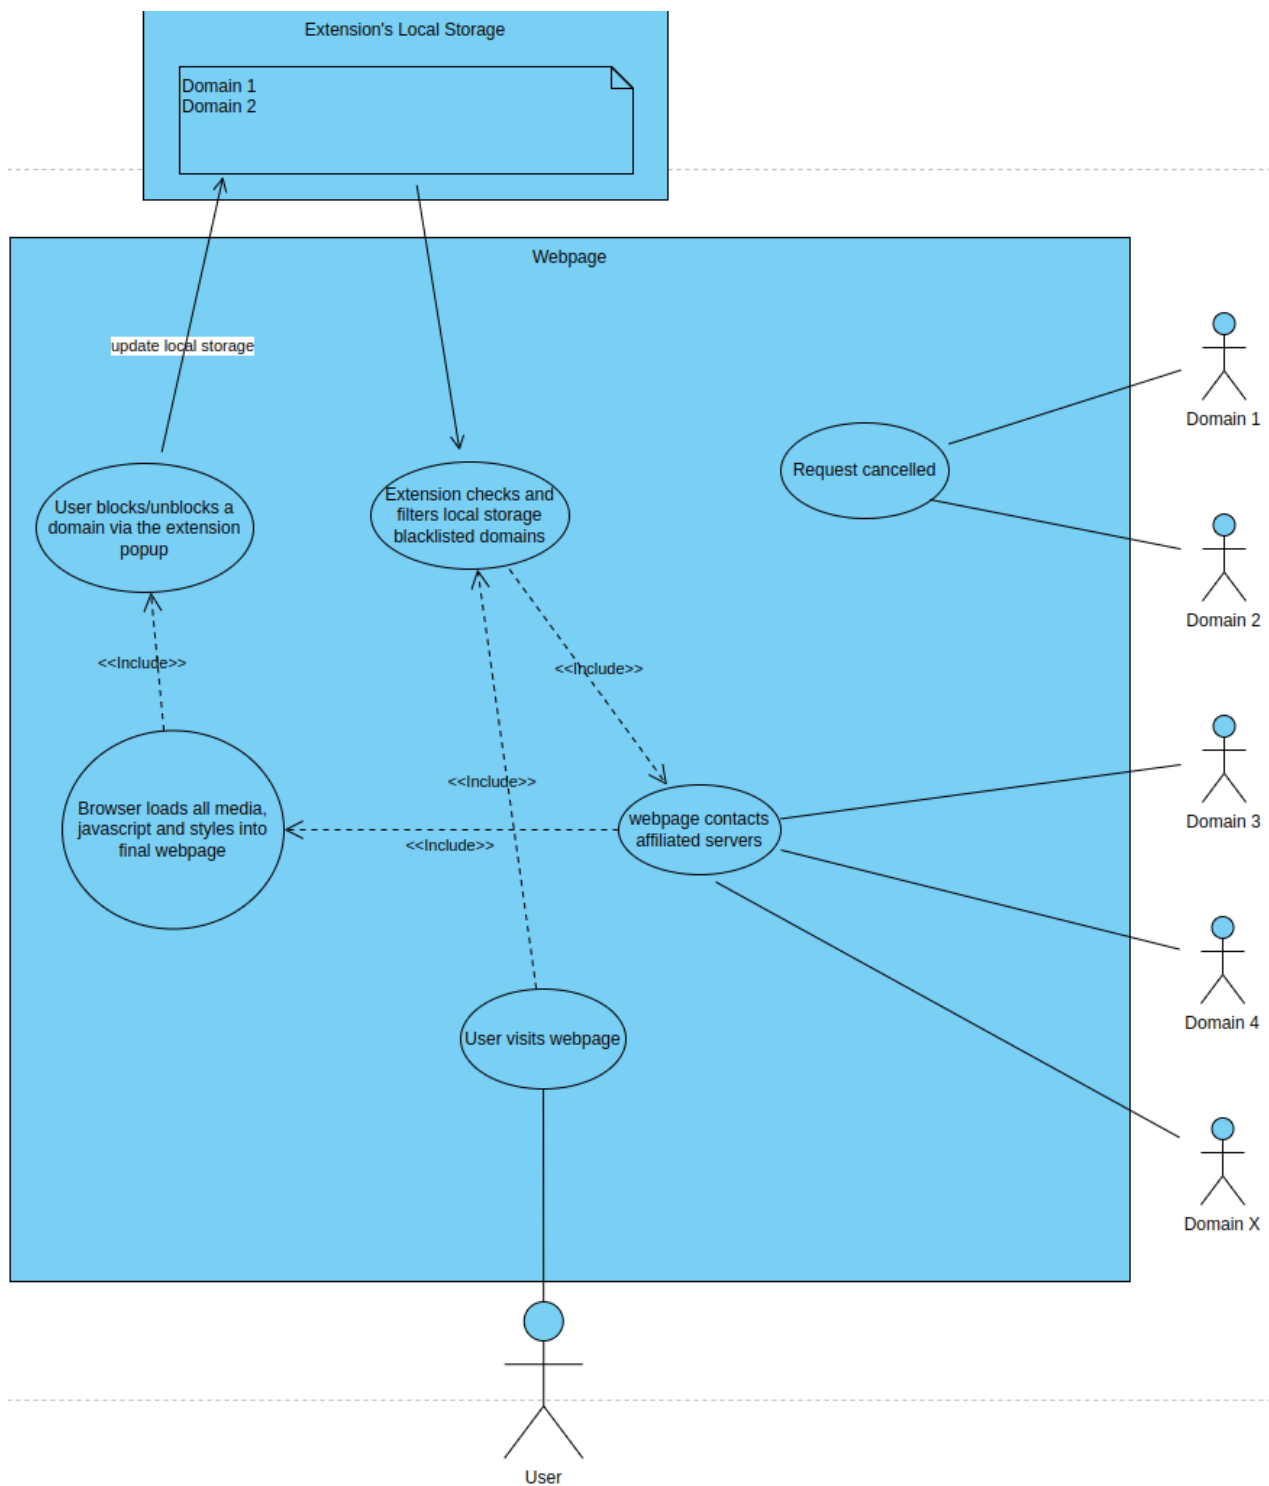 Extension's Local Storage
Domain 1
Domain 2
Webpage
update local storage
Domain 1
Request cancelled
User blocks/unblocks a
domain via the extension
popup
Extension checks and
filters local storage
blacklisted domains
Domain 2
<<Include>>
<<Include>>
<<Include>>
Browser loads all media,
javascript and styles into
final webpage
<<Include>>
webpage contacts
affiliated servers
Domain 3
User visits webpage
Domain 4
Domain X
User